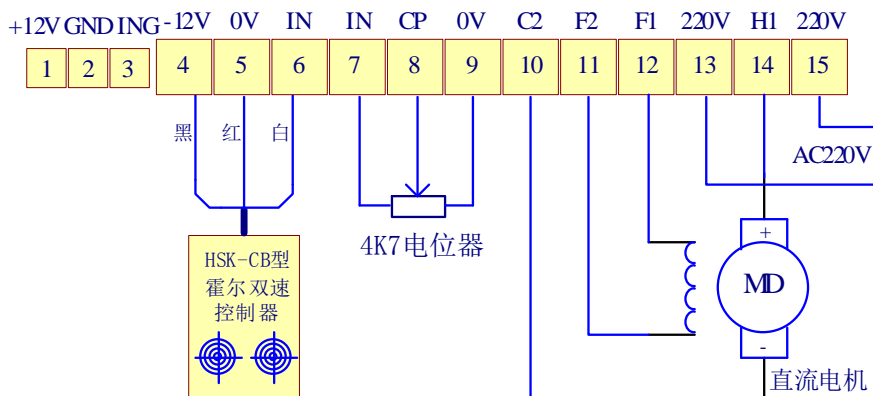 +12V GND ING -12V 0V IN IN CP 0V C2 F2 F1 220V H1 220V
1 2 3 4 5 6 7 8 9 10 11 12 13 14 15
黑 红 白
AC220V
4K7电位器
+
HSK-CB型
霍尔双速
控制器
MD
-
直流电机